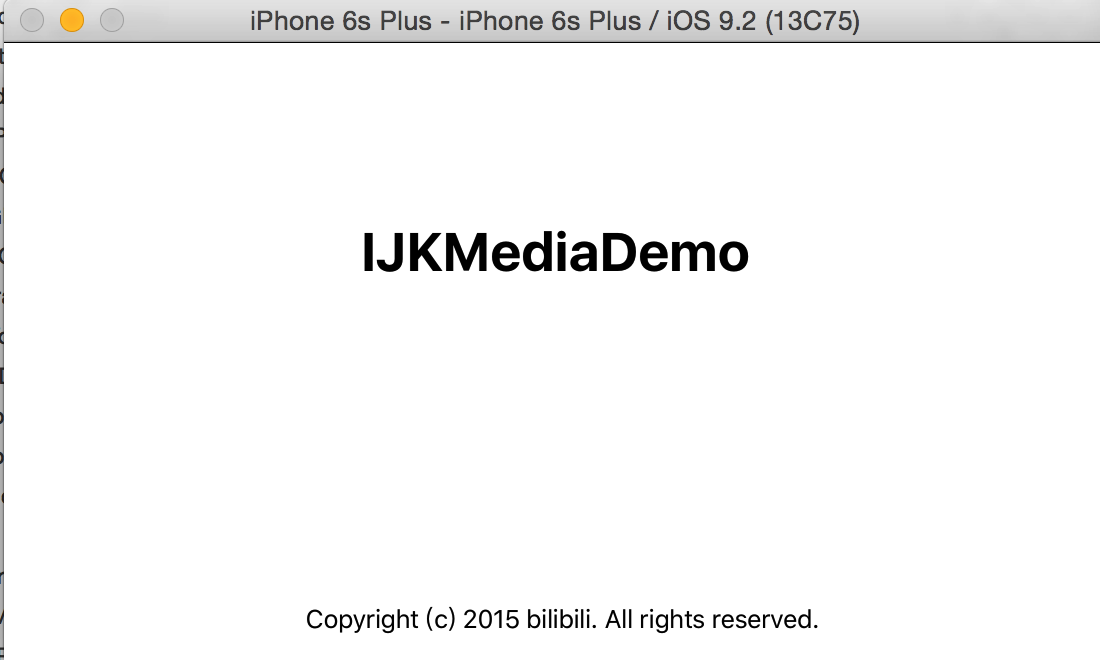 iPhone 6s Plus - iPhone 6s Plus / iOS 9.2 (13C75)
IJKMediaDemo
Copyright (c) 2015 bilibili. All rights reserved.